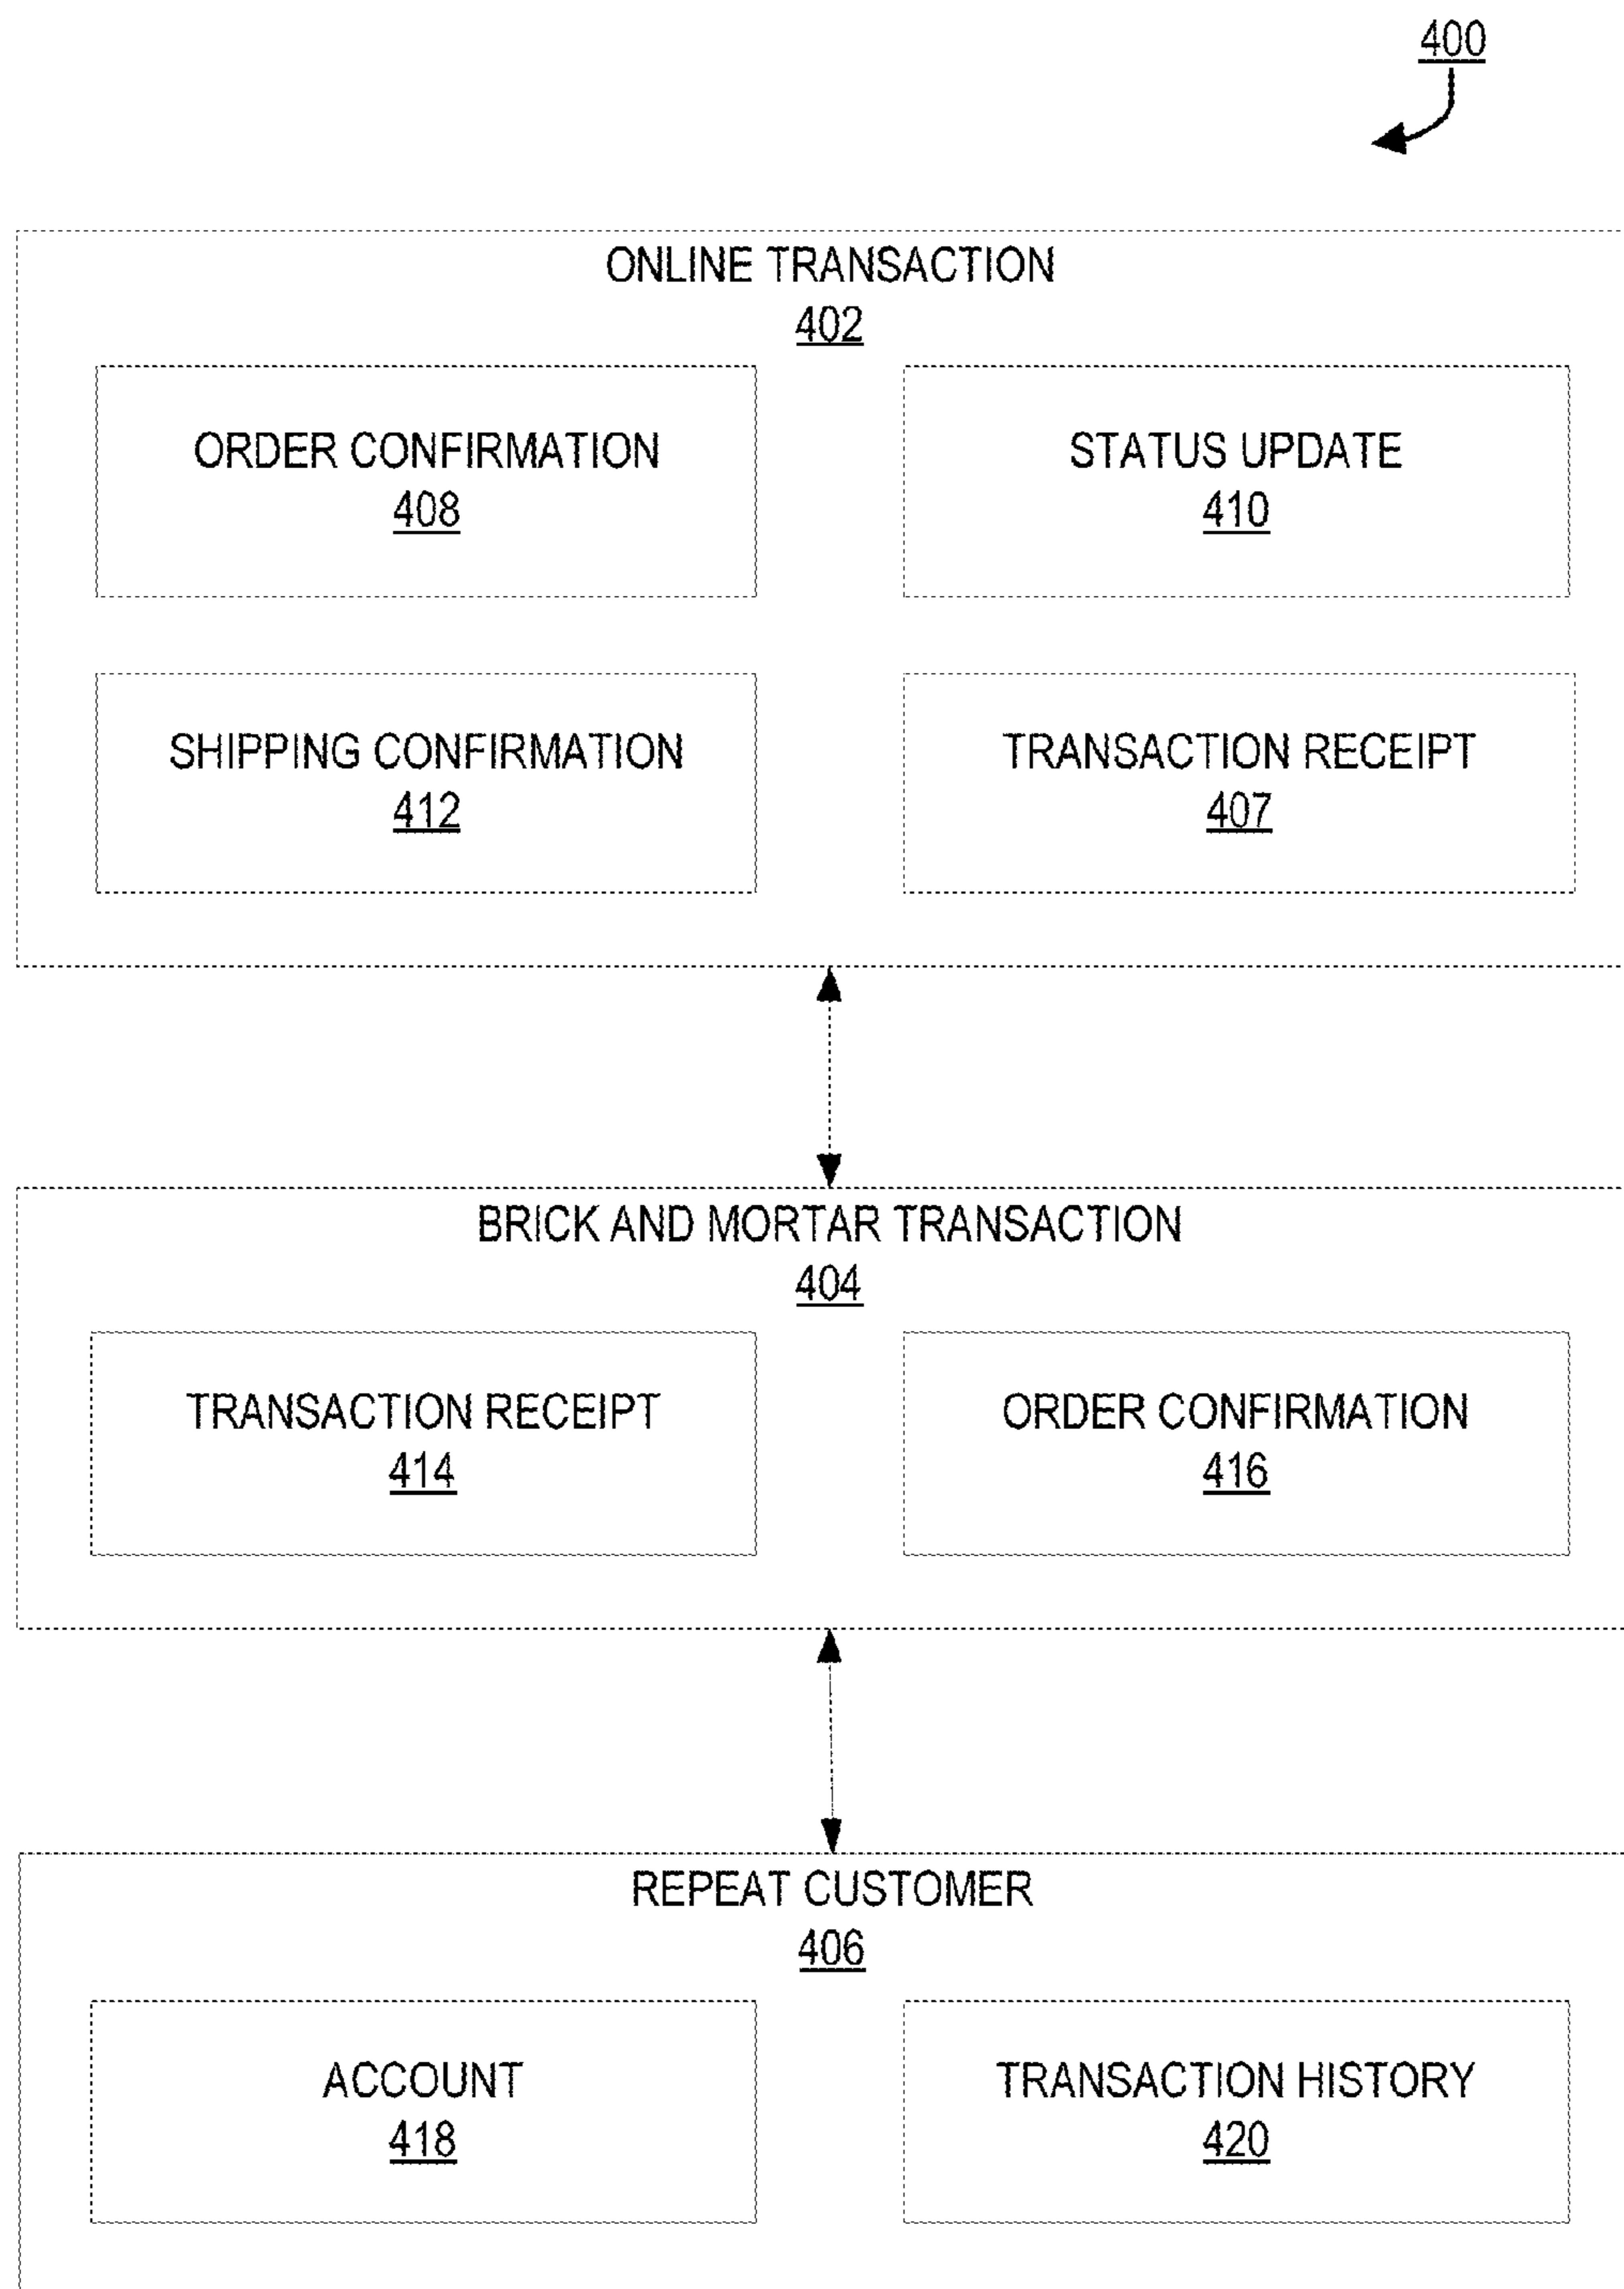 400
ONLINE TRANSACTION
402
ORDER CONFIRMATION
408
STATUS UPDATE
410
SHIPPING CONFIRMATION
412
TRANSACTION RECEIPT
407
BRICK AND MORTAR TRANSACTION
404
TRANSACTION RECEIPT
414
ORDER CONFIRMATION
416
REPEAT CUSTOMER
406
ACCOUNT
418
TRANSACTION HISTORY
420